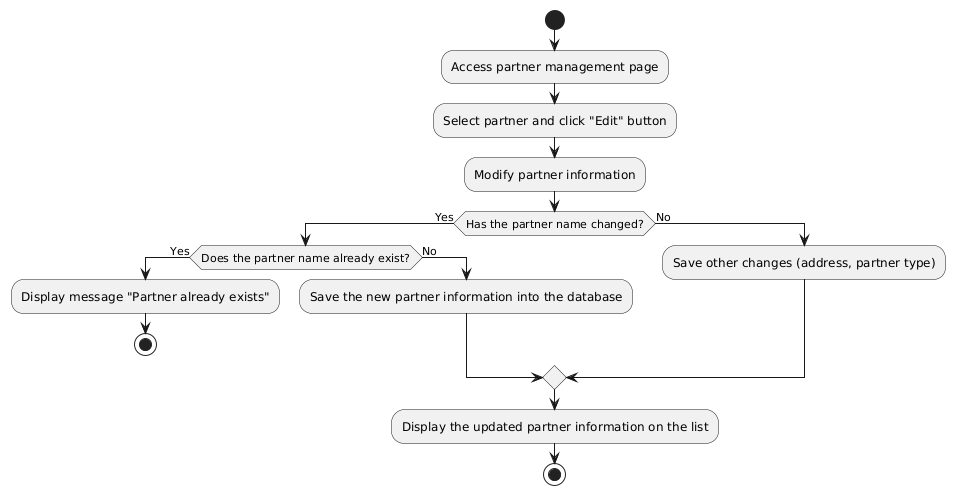 Access partner management page
Select partner and click "Edit" button
Modify partner information
Yes
Has the partner name changed?
No
Yes
Does the partner name already exist?
No
Save other changes (address, partner type)
Display message "Partner already exists"
Save the new partner information into the database
Display the updated partner information on the list